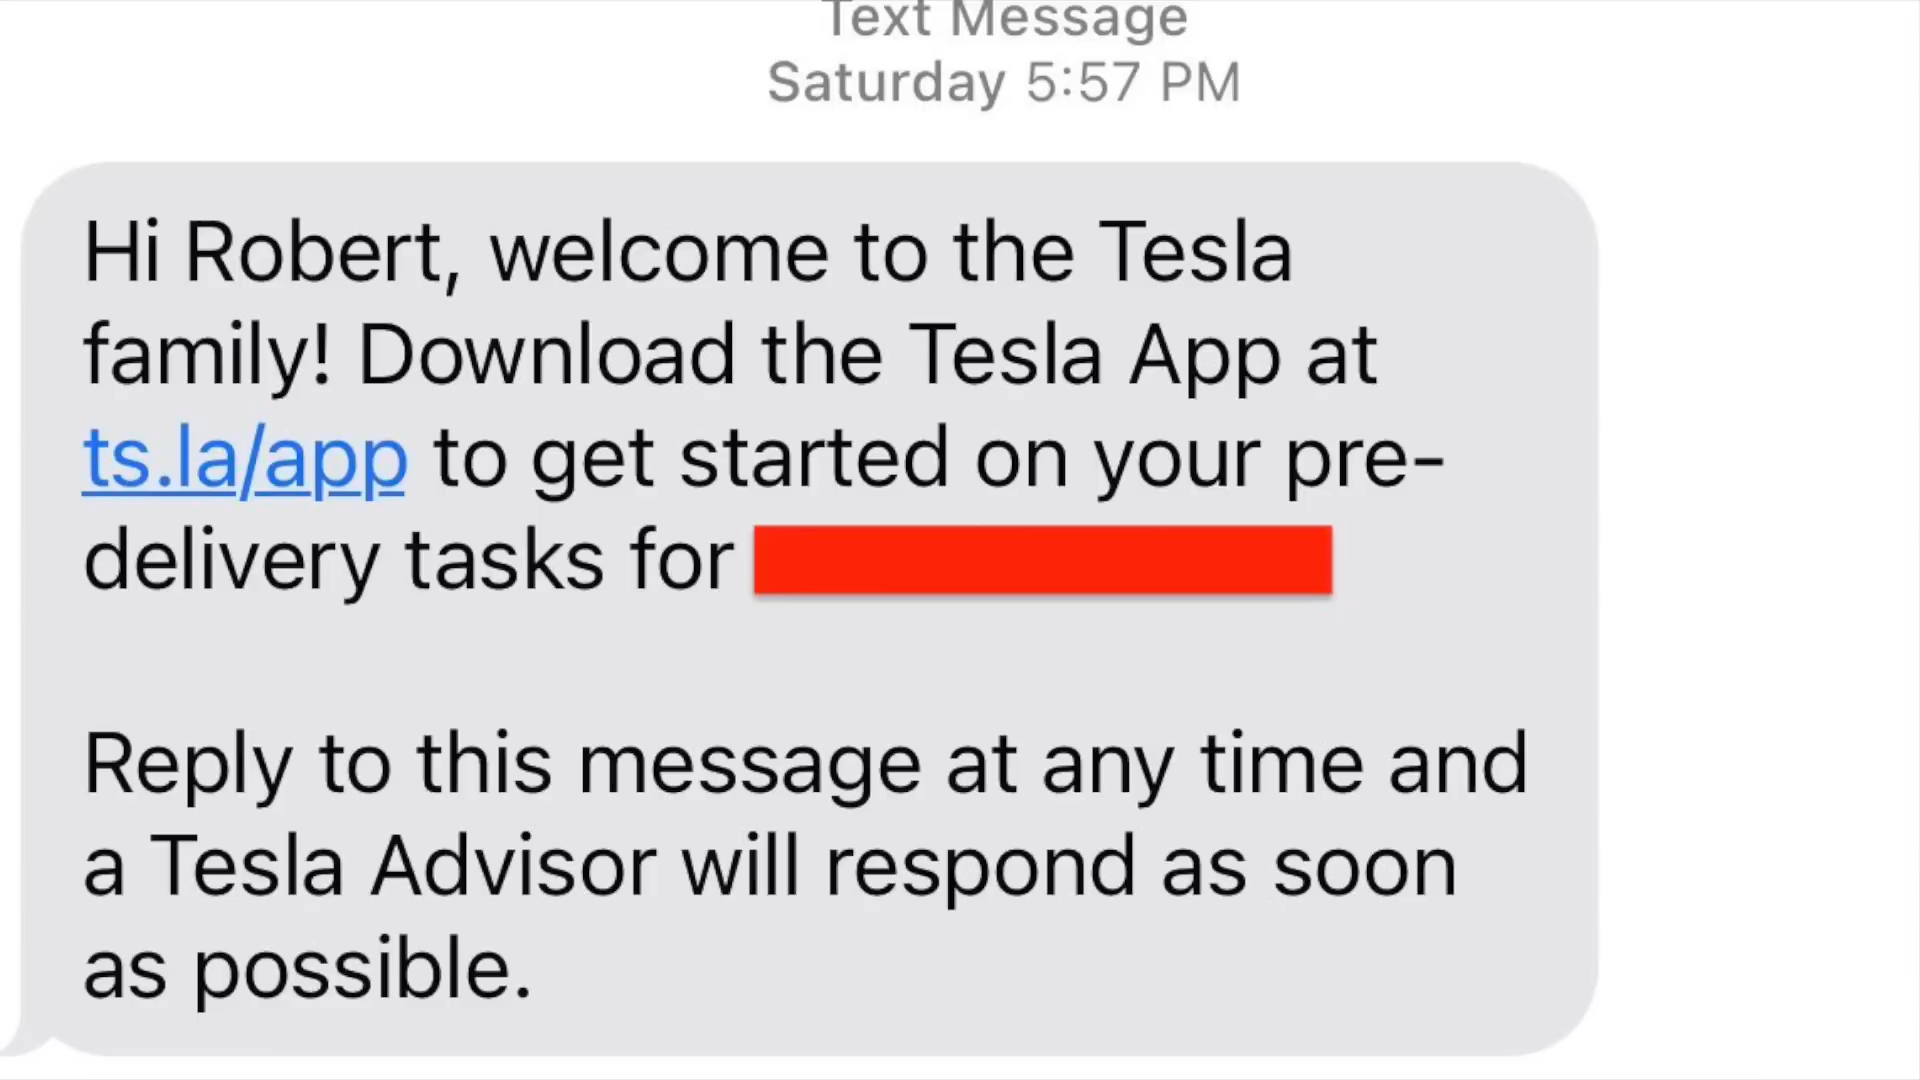 Text Message
Saturday 5:57 PM
Hi Robert, welcome to the Tesla
family! Download the Tesla App at
ts.la/app to get started on your pre-
delivery tasks for
Reply to this message at any time and
a Tesla Advisor will respond as soon
as possible.